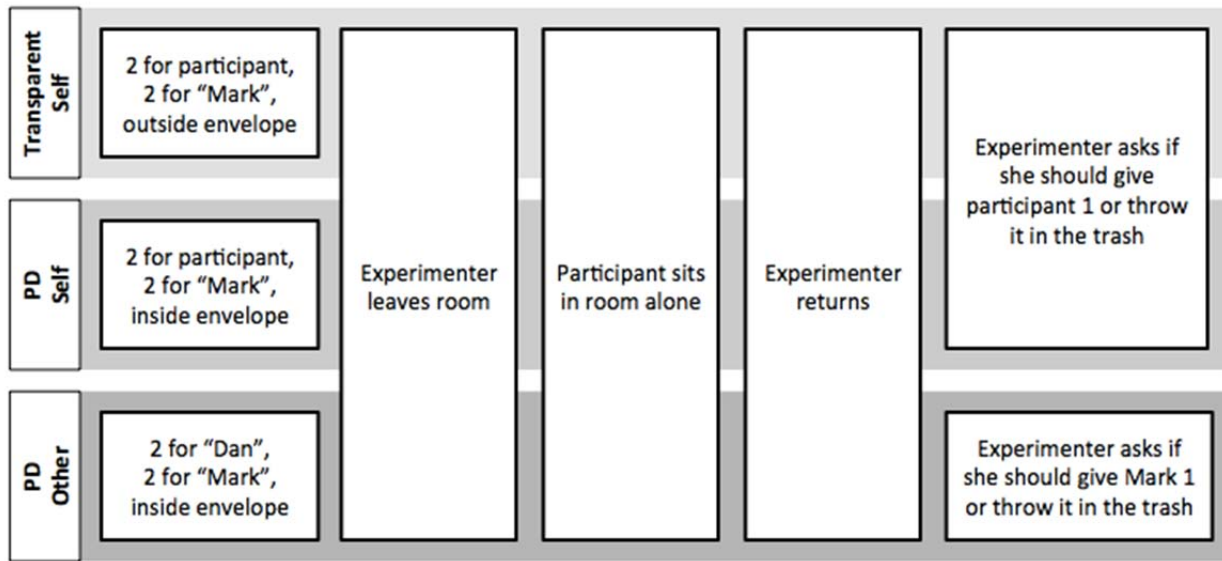 Transparent
Self
2 for participant,
2 for “Mark”,
outside envelope
PD
Self
2 for participant,
2 for “Mark”,
inside envelope
PD
Other
2 for “Dan”,
2 for “Mark”,
inside envelope
Experimenter
leaves room
Participant sits
in room alone
Experimenter
returns
Experimenter asks if
she should give
participant 1 or throw
it in the trash
Experimenter asks if
she should give Mark 1
or throw it in the trash